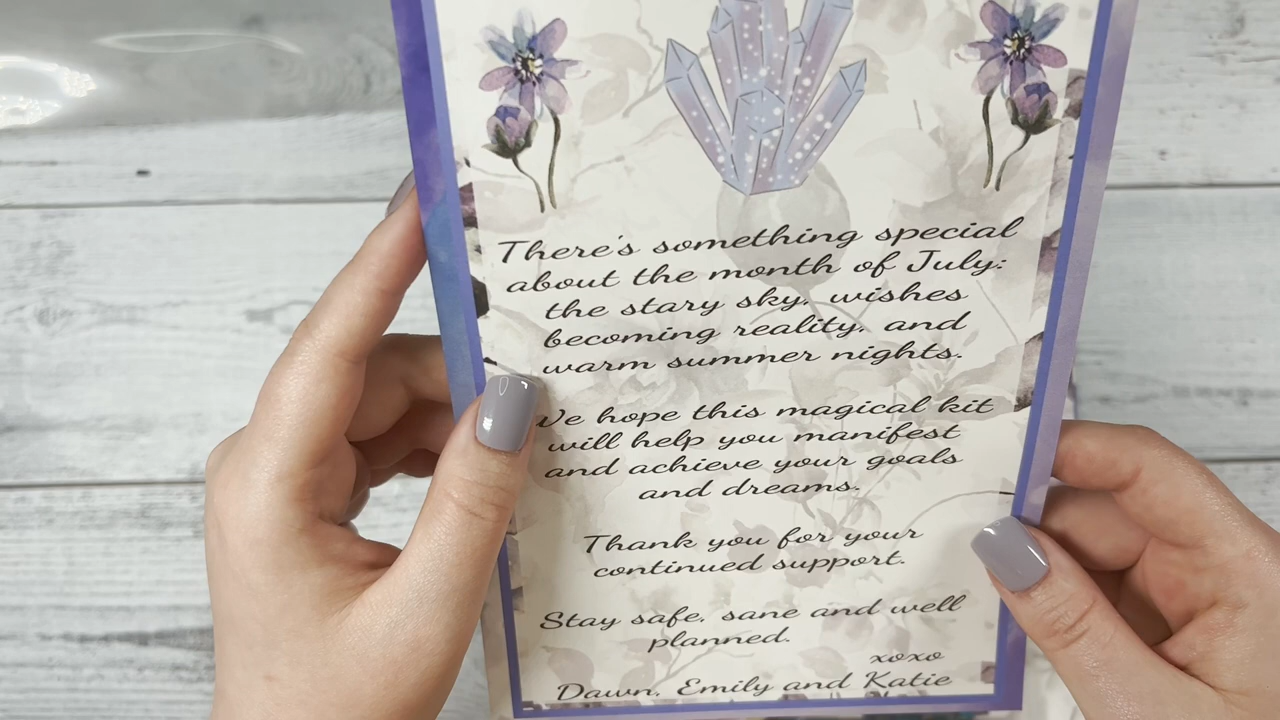 There's something special
about the month of July:
the stary sky, wishes
becoming reality, and
warm summer nights.
We hope this magical kit
will help you manifest
and achieve your goals
and dreams.
Thank you for your
continued support.
Stay safe, sane and well
planned.
xoxo
Dawn, Emily and Katie